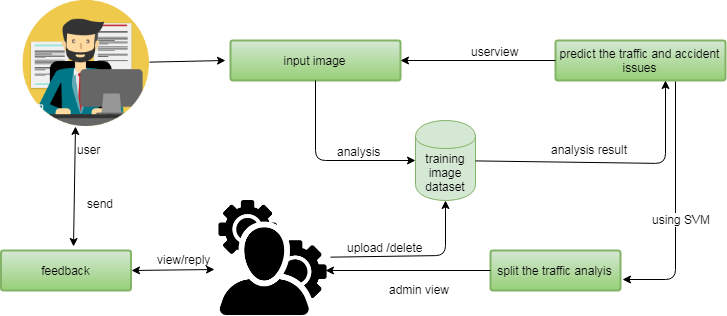 userview
input image
predict the traffic and accident
issues
user
analysis
training
image
dataset
analysis result
send
using SVM
upload /delete
view/reply
feedback
split the traffic analyis
admin view